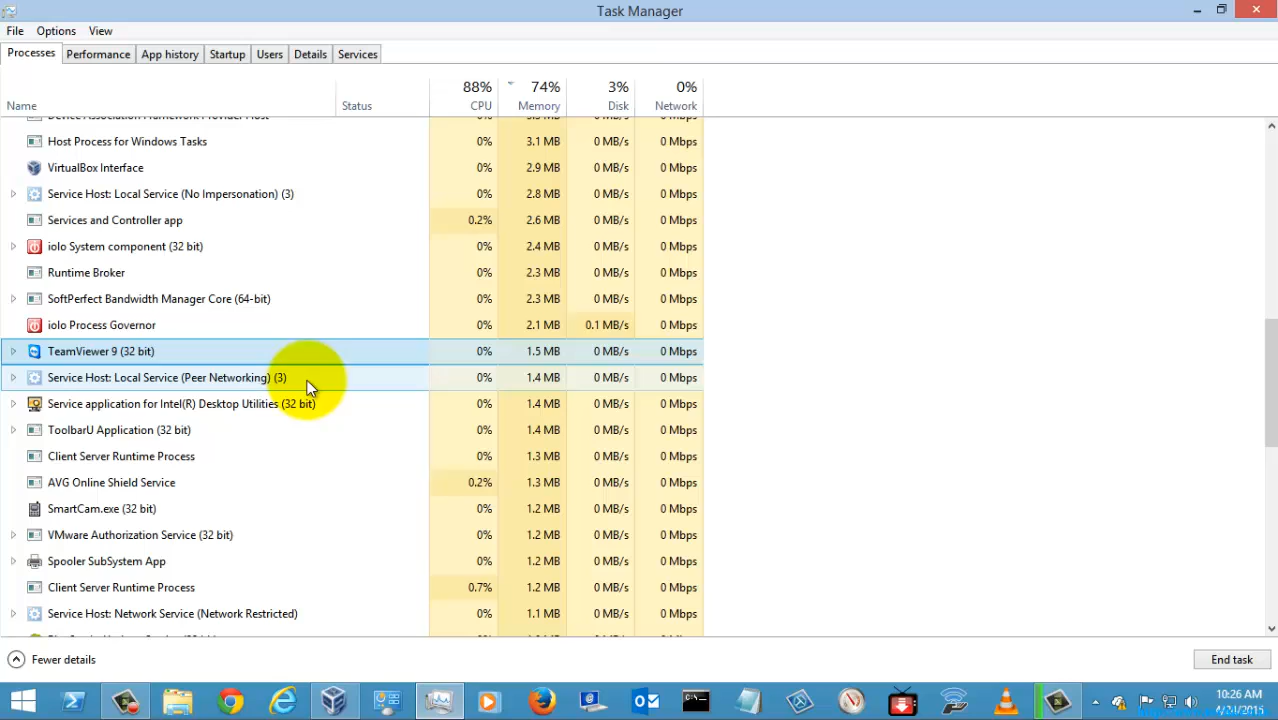 Task Manager
File Options View
Processes Performance App history Startup Users Details Services
88% 74% 3% 0%
Name Status CPU Memory Disk Network
Device Association Framework Provider Host 0% 3.3 MB 0 MB/s 0 Mbps
Host Process for Windows Tasks 0% 3.1 MB 0 MB/s 0 Mbps
VirtualBox Interface 0% 2.9 MB 0 MB/s 0 Mbps
Service Host: Local Service (No Impersonation) (3) 0% 2.8 MB 0 MB/s 0 Mbps
Services and Controller app 0.2% 2.6 MB 0 MB/s 0 Mbps
iolo System component (32 bit) 0% 2.4 MB 0 MB/s 0 Mbps
Runtime Broker 0% 2.3 MB 0 MB/s 0 Mbps
SoftPerfect Bandwidth Manager Core (64-bit) 0% 2.3 MB 0 MB/s 0 Mbps
iolo Process Governor 0% 2.1 MB 0.1 MB/s 0 Mbps
TeamViewer 9 (32 bit) 0% 1.5 MB 0 MB/s 0 Mbps
Service Host: Local Service (Peer Networking) (3) 0% 1.4 MB 0 MB/s 0 Mbps
Service application for Intel(R) Desktop Utilities (32 bit) 0% 1.4 MB 0 MB/s 0 Mbps
ToolbarU Application (32 bit) 0% 1.4 MB 0 MB/s 0 Mbps
Client Server Runtime Process 0% 1.3 MB 0 MB/s 0 Mbps
AVG Online Shield Service 0.2% 1.3 MB 0 MB/s 0 Mbps
SmartCam.exe (32 bit) 0% 1.2 MB 0 MB/s 0 Mbps
VMware Authorization Service (32 bit) 0% 1.2 MB 0 MB/s 0 Mbps
Spooler SubSystem App 0% 1.2 MB 0 MB/s 0 Mbps
Client Server Runtime Process 0.7% 1.2 MB 0 MB/s 0 Mbps
Service Host: Network Service (Network Restricted) 0% 1.1 MB 0 MB/s 0 Mbps
Fewer details End task
10:26 AM